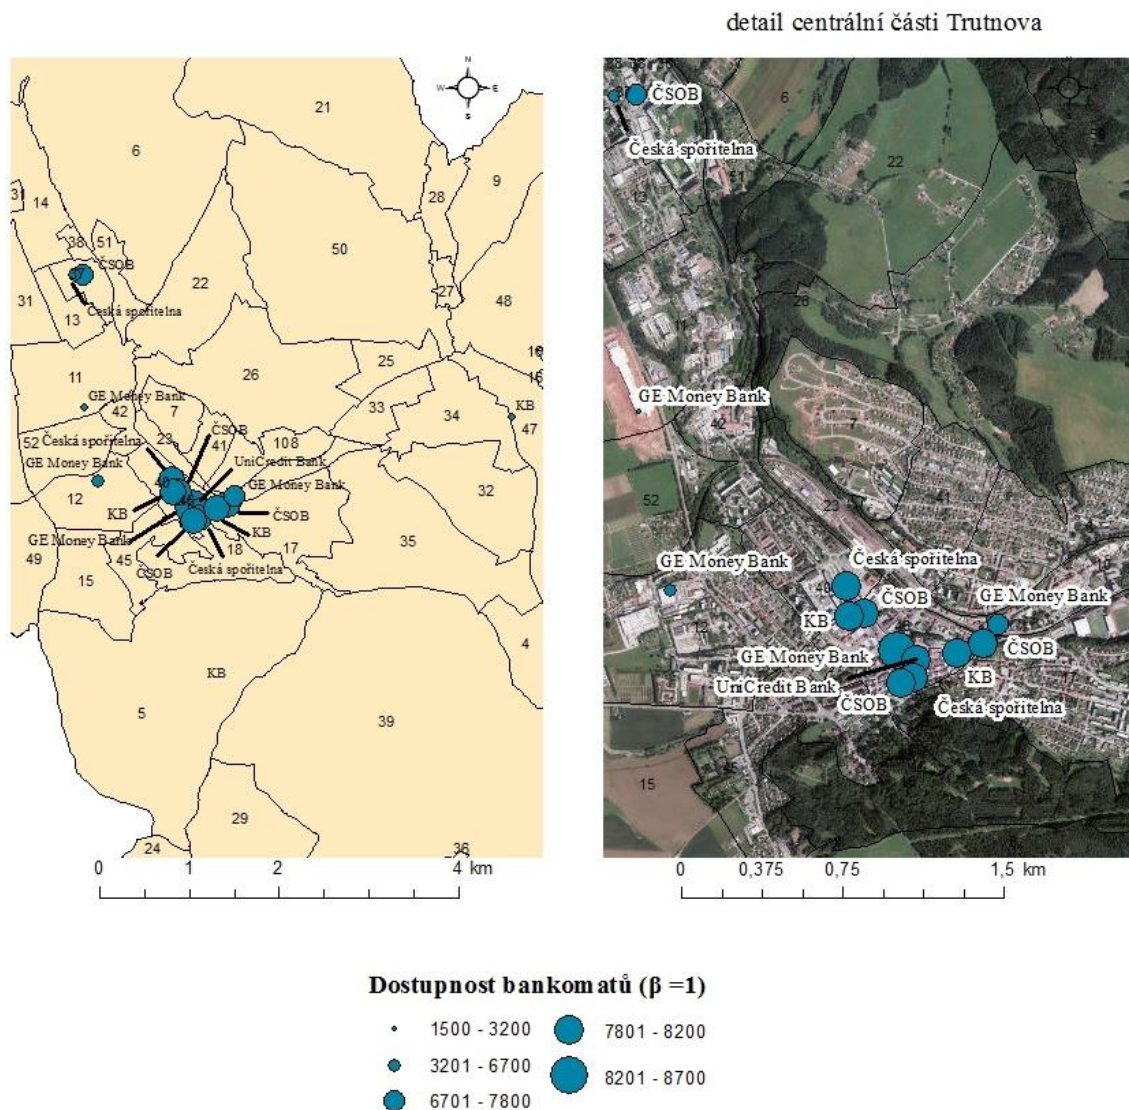 detail centrální části Trutnova
N
W E
S
21
6
28
9
31
14
38
51
50
ČSOB
22
27
48
31
Česká spořitelna
13
25
11
26
GE Money Bank
33
34
KB
42
7
47
52
23
ČSOB
Česká spořitelna
41
108
GE Money Bank
UniCredit Bank
GE Money Bank
12
32
KB
ČSOB
KB
GE Money Bank
35
49
45
18
17
ČSOB
Česká spořitelna
15
4
KB
5
39
29
24
36
0 1 2 4 km
ČSOB
6
Česká spořitelna
22
51
13
26
11
GE Money Bank
42
7
52
41
23
Česká spořitelna
GE Money Bank
40
ČSOB
GE Money Bank
KB
12
46
ČSOB
GE Money Bank
KB
17
UniCredit Bank
ČSOB
Česká spořitelna
15
0 0,375 0,75 1,5 km
Dostupnost bankomatů (β =1)
1500 - 3200
3201 - 6700
6701 - 7800
7801 - 8200
8201 - 8700